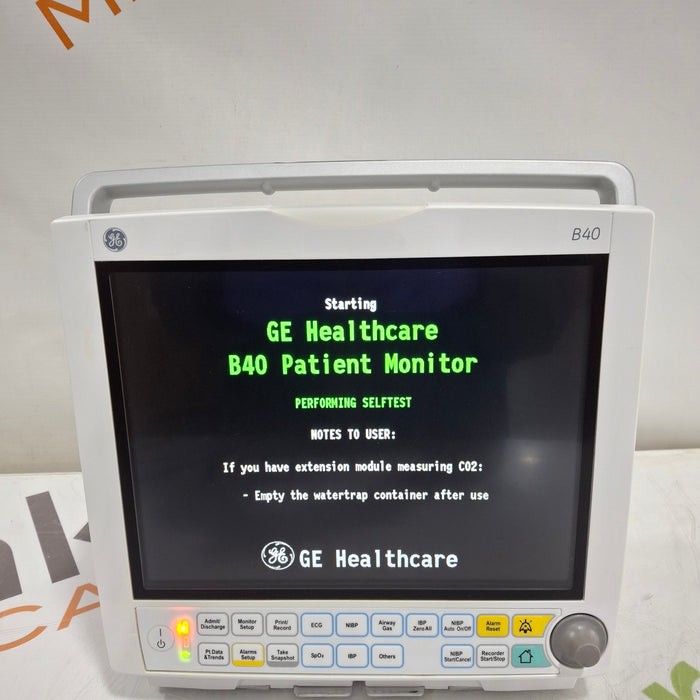 B40
Starting
GE Healthcare
B40 Patient Monitor
PERFORMING SELFTEST
NOTES TO USER:
If you have extension module measuring CO2:
- Empty the watertrap container after use
GE Healthcare
Admit/ Discharge
Monitor Setup
Print/ Record
ECG
NIBP
Airway Gas
IBP Zero All
NIBP Auto On/Off
Alarm Reset
Pt.Data &Trends
Alarms Setup
Take Snapshot
SpO2
IBP
Others
NIBP Start/Cancel
Recorder Start/Stop
CA